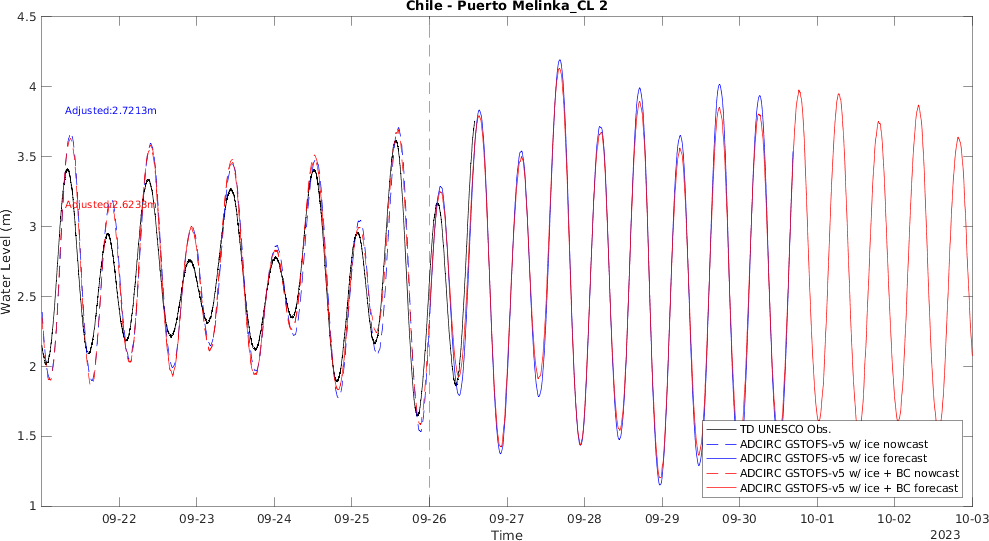 Chile - Puerto Melinka_CL 2
4.5
4
3.5
3
2.5
2
1.5
1
Water Level (m)
Adjusted:2.7213m
Adjusted:2.6233m
TD UNESCO Obs.
ADCIRC GSTOFS-v5 w/ ice nowcast
ADCIRC GSTOFS-v5 w/ ice forecast
ADCIRC GSTOFS-v5 w/ ice + BC nowcast
ADCIRC GSTOFS-v5 w/ ice + BC forecast
09-22 09-23 09-24 09-25 09-26 09-27 09-28 09-29 09-30 10-01 10-02 10-03
Time
2023